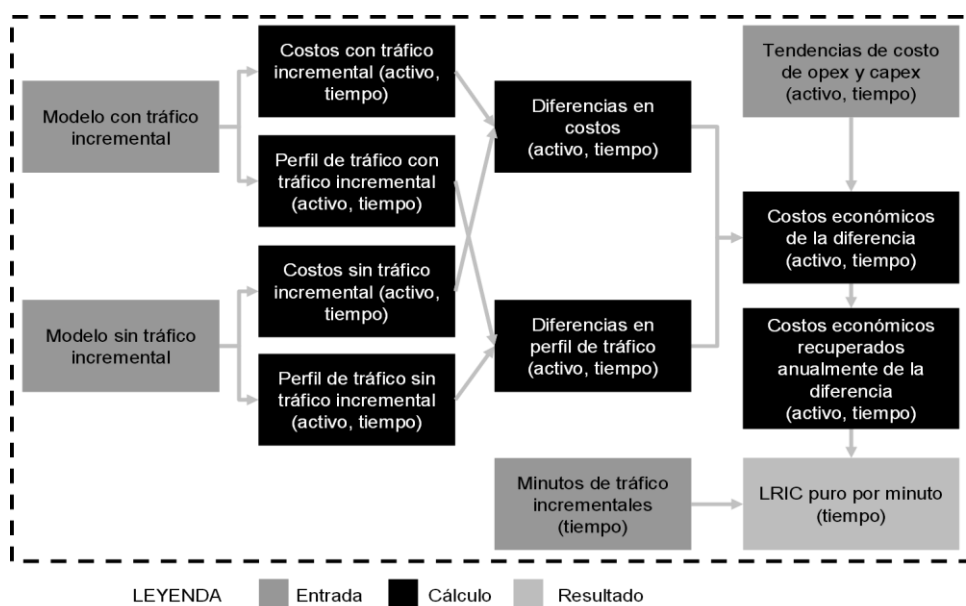 Modelo con tráfico
incremental
Modelo sin tráfico
incremental
Costos con tráfico
incremental (activo,
tiempo)
Perfil de tráfico con
tráfico incremental
(activo, tiempo)
Costos sin tráfico
incremental (activo,
tiempo)
Perfil de tráfico sin
tráfico incremental
(activo, tiempo)
Diferencias en
costos
(activo, tiempo)
Diferencias en
perfil de tráfico
(activo, tiempo)
Minutos de tráfico
incrementales
(tiempo)
Tendencias de costo
de opex y capex
(activo, tiempo)
Costos económicos
de la diferencia
(activo, tiempo)
Costos económicos
recuperados
anualmente de la
diferencia
(activo, tiempo)
LRIC puro por minuto
(tiempo)
LEYENDA Entrada Cálculo Resultado